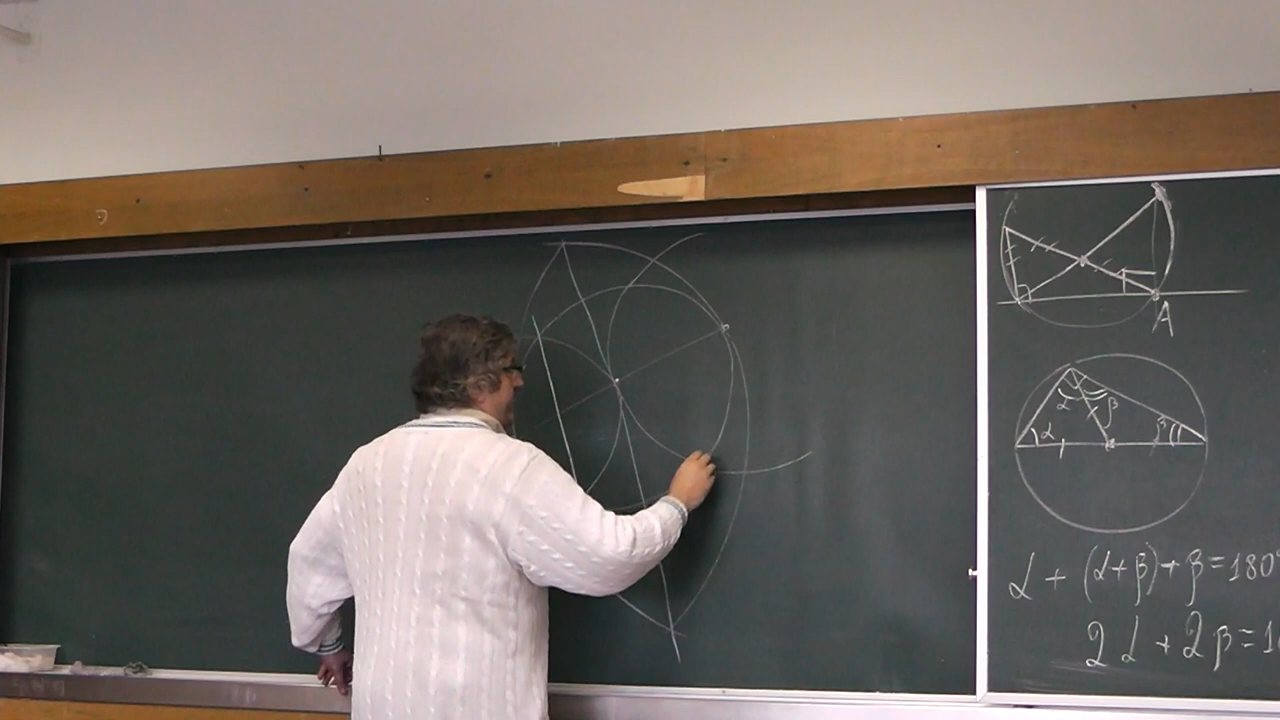 A
α β
α β
α + (α+β) + β = 180°
2α + 2β = 1